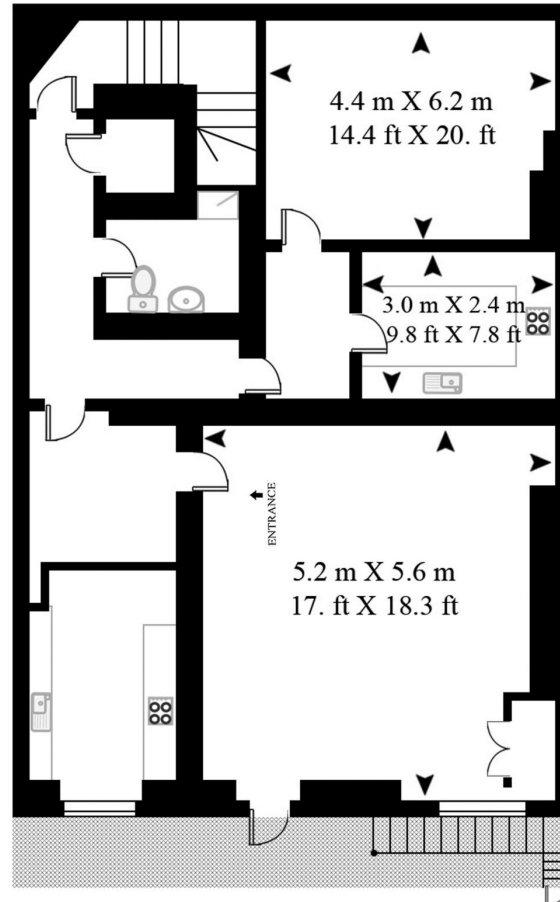 4.4 m X 6.2 m
14.4 ft X 20. ft
3.0 m X 2.4 m
9.8 ft X 7.8 ft
ENTRANCE
5.2 m X 5.6 m
17. ft X 18.3 ft